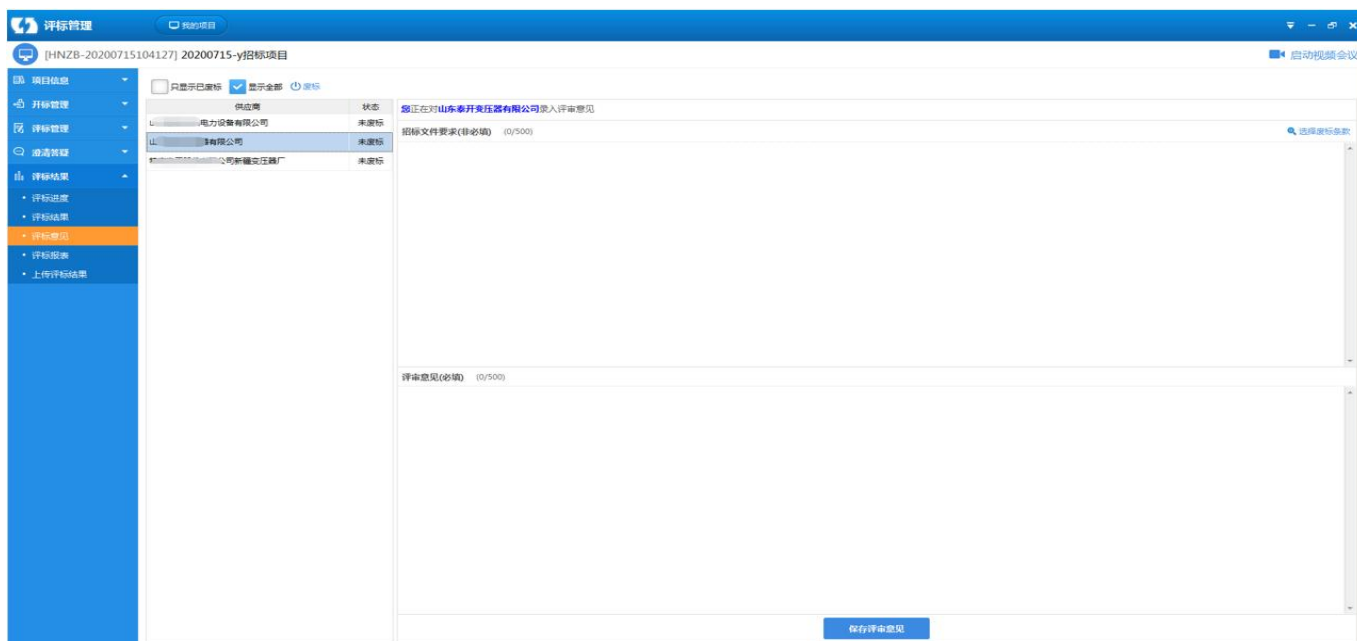 评标管理
我的项目
[HNZB-20200715104127] 20200715-y招标项目
启动视频会议
项目信息
开标管理
评标管理
澄清答疑
评标结果
评标进度
评标结果
评标意见
评标报表
上传评标结果
只显示已废标 显示全部 废标
供应商 状态
电力设备有限公司 未废标
山 有限公司 未废标
公司新疆变压器厂 未废标
您正在对山东泰开变压器有限公司录入评审意见
招标文件要求(非必填) (0/500) 选择废标条款
评审意见(必填) (0/500)
保存评审意见